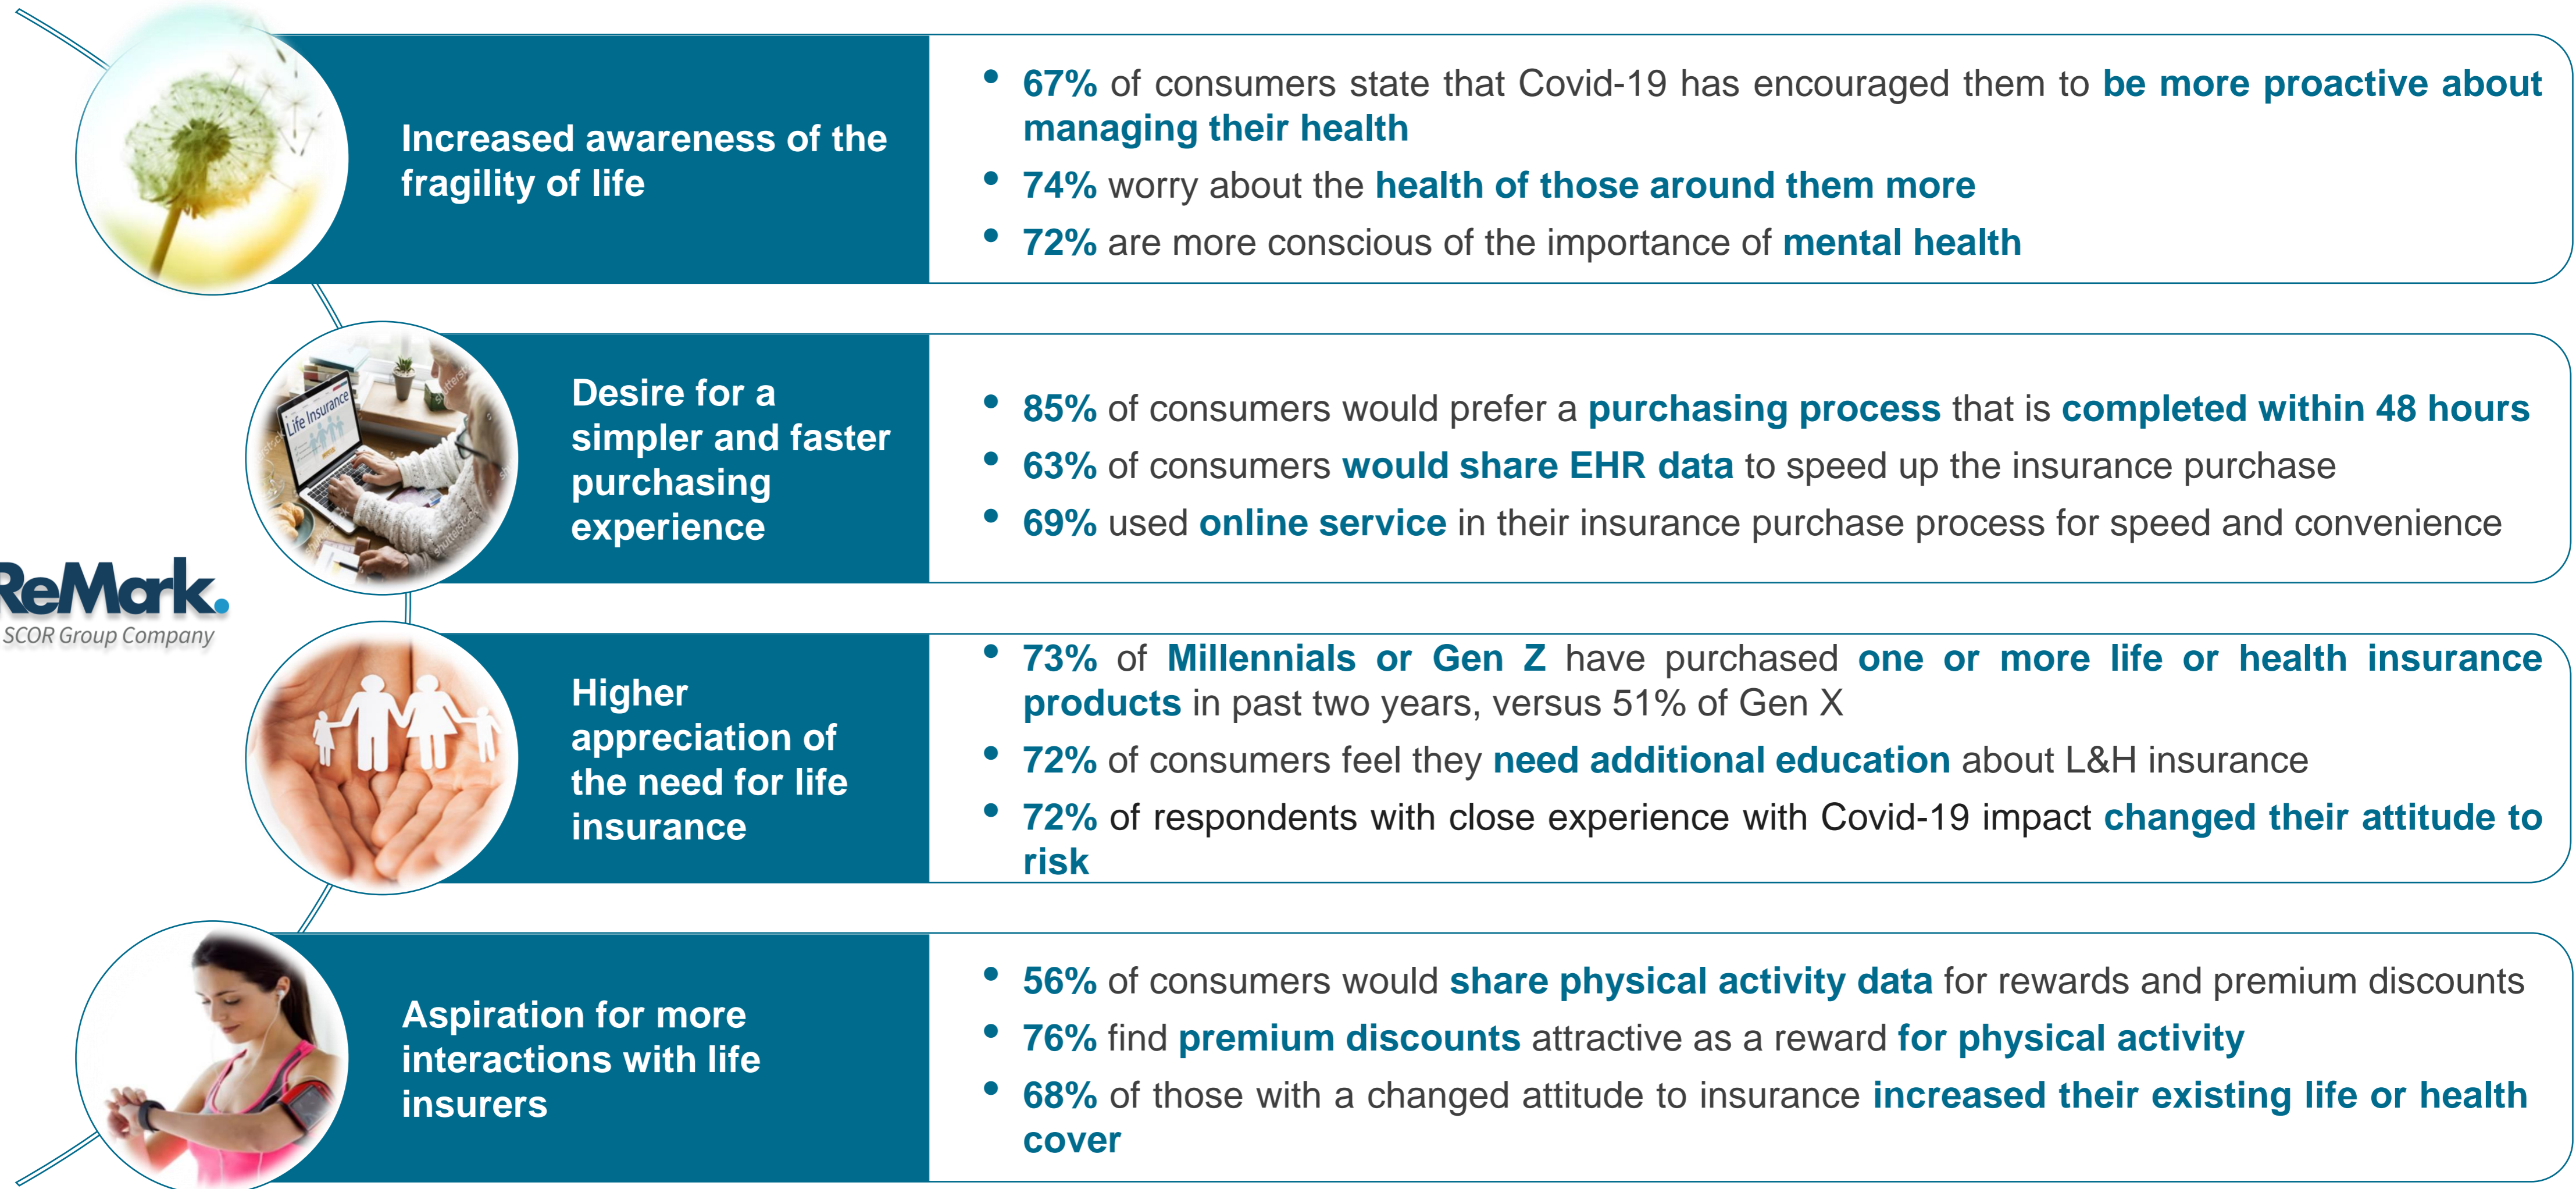 Increased awareness of the
fragility of life
• 67% of consumers state that Covid-19 has encouraged them to be more proactive about
managing their health
• 74% worry about the health of those around them more
• 72% are more conscious of the importance of mental health
Life Insurance
Desire for a
simpler and faster
purchasing
experience
• 85% of consumers would prefer a purchasing process that is completed within 48 hours
• 63% of consumers would share EHR data to speed up the insurance purchase
• 69% used online service in their insurance purchase process for speed and convenience
ReMark.
SCOR Group Company
Higher
appreciation of
the need for life
insurance
• 73% of Millennials or Gen Z have purchased one or more life or health insurance
products in past two years, versus 51% of Gen X
• 72% of consumers feel they need additional education about L&H insurance
• 72% of respondents with close experience with Covid-19 impact changed their attitude to
risk
Aspiration for more
interactions with life
insurers
• 56% of consumers would share physical activity data for rewards and premium discounts
• 76% find premium discounts attractive as a reward for physical activity
• 68% of those with a changed attitude to insurance increased their existing life or health
cover